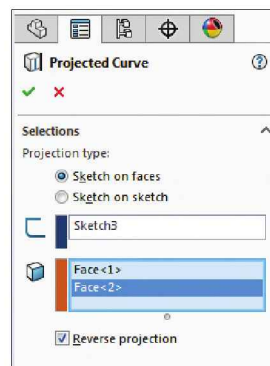 Projected Curve
Selections
Projection type:
Sketch on faces
Sketch on sketch
Sketch3
Face<1>
Face<2>
Reverse projection